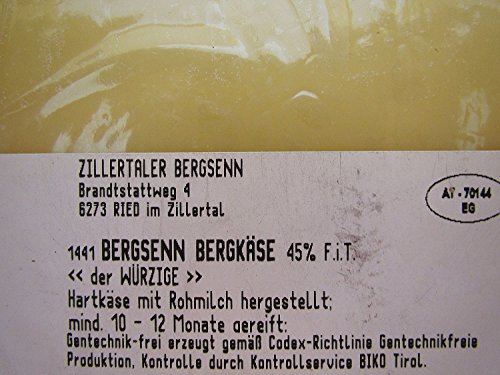 ZILLERTALER BERGSENN
Brandtstattweg 4
6273 RIED im Zillertal
AT - 70144
EG
1441 BERGSENN BERGKÄSE 45% F.i.T.
<< der WÜRZIGE >>
Hartkäse mit Rohmilch hergestellt;
mind. 10 - 12 Monate gereift;
Gentechnik-frei erzeugt gemäß Codex-Richtlinie Gentechnikfreie
Produktion, Kontrolle durch Kontrollservice BIKO Tirol.